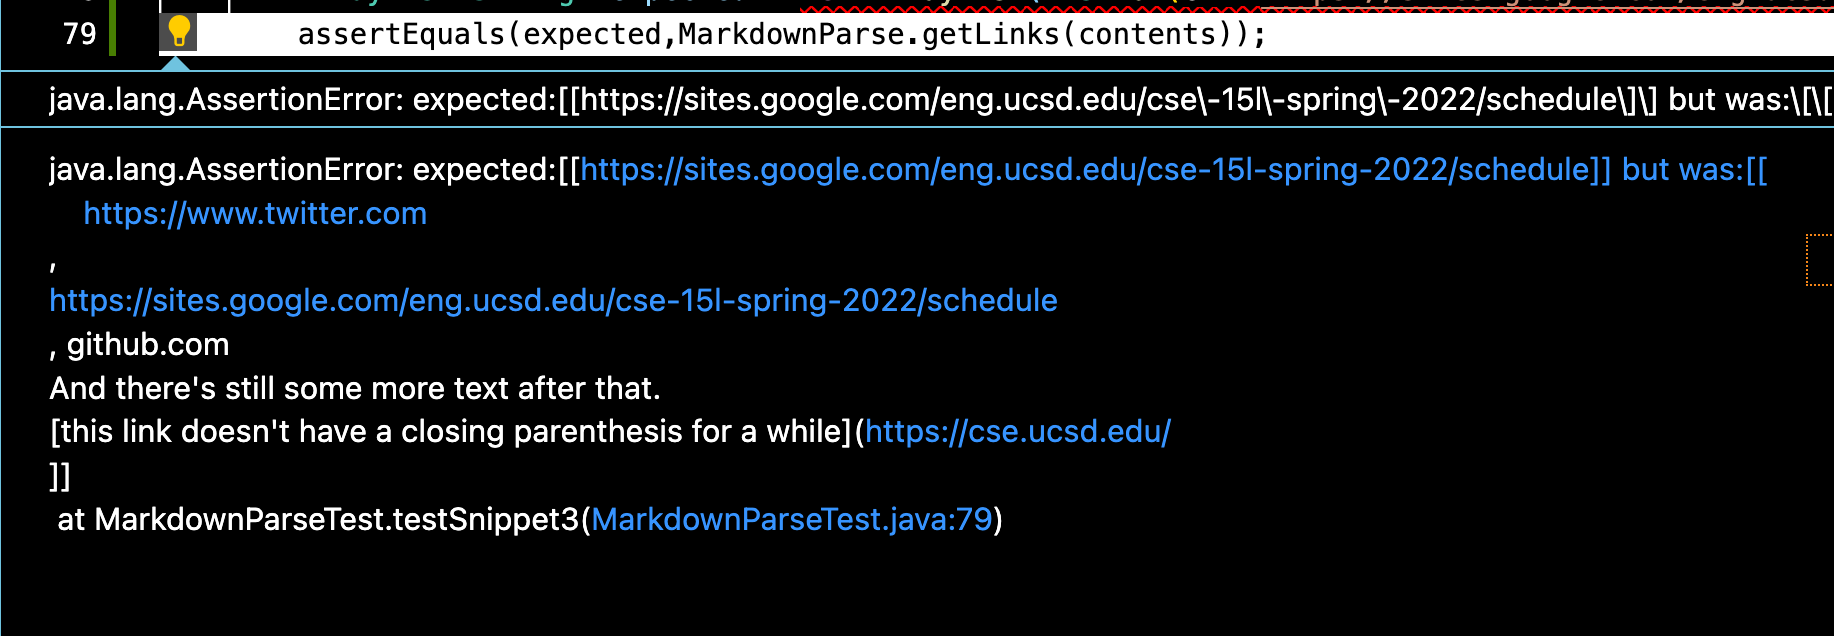 79 assertEquals(expected,MarkdownParse.getLinks(contents));
java.lang.AssertionError: expected:[[https://sites.google.com/eng.ucsd.edu/cse\-15l\-spring\-2022/schedule\]\] but was:\[\[
java.lang.AssertionError: expected:[[https://sites.google.com/eng.ucsd.edu/cse-15l-spring-2022/schedule]] but was:[[
https://www.twitter.com
,
https://sites.google.com/eng.ucsd.edu/cse-15l-spring-2022/schedule
, github.com
And there's still some more text after that.
[this link doesn't have a closing parenthesis for a while](https://cse.ucsd.edu/
]]
at MarkdownParseTest.testSnippet3(MarkdownParseTest.java:79)